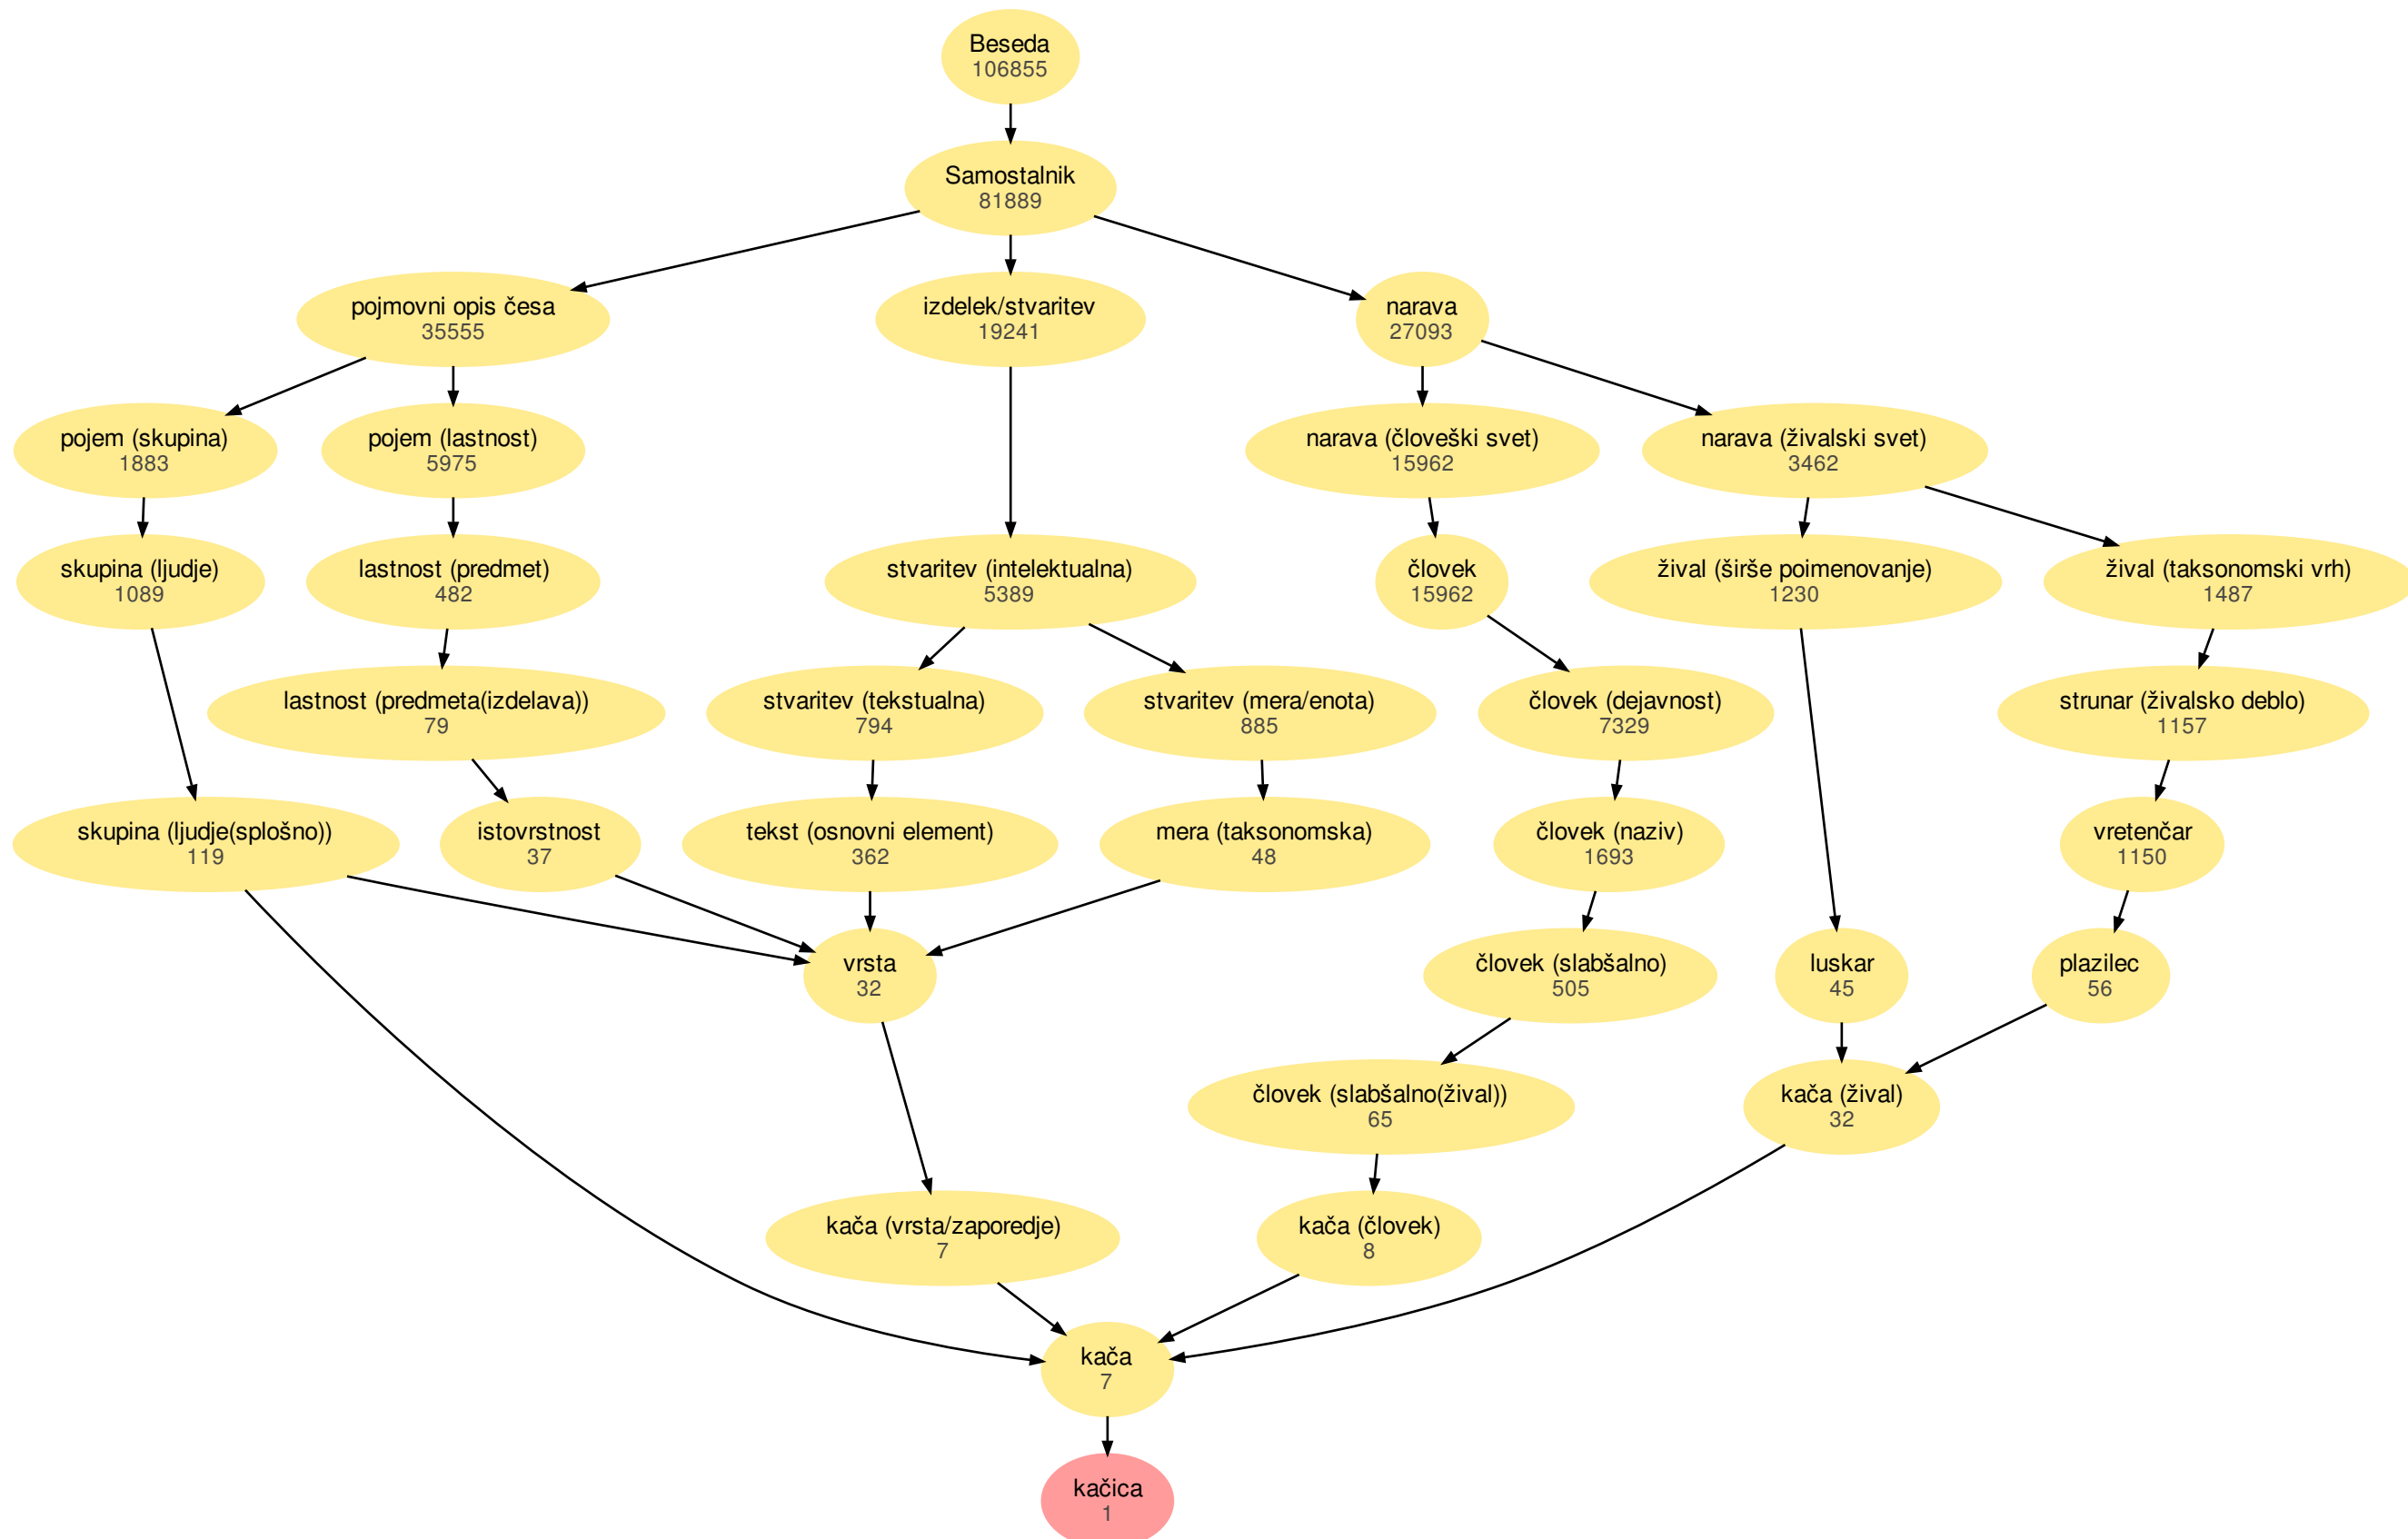 Beseda
106855
Samostalnik
81889
pojmovni opis česa
35555
izdelek/stvaritev
19241
narava
27093
pojem (skupina)
1883
pojem (lastnost)
5975
narava (človeški svet)
15962
narava (živalski svet)
3462
skupina (ljudje)
1089
lastnost (predmet)
482
stvaritev (intelektualna)
5389
človek
15962
žival (širše poimenovanje)
1230
žival (taksonomski vrh)
1487
lastnost (predmeta(izdelava))
79
stvaritev (tekstualna)
794
stvaritev (mera/enota)
885
človek (dejavnost)
7329
strunar (živalsko deblo)
1157
skupina (ljudje(splošno))
119
istovrstnost
37
tekst (osnovni element)
362
mera (taksonomska)
48
človek (naziv)
1693
vretenčar
1150
vrsta
32
človek (slabšalno)
505
luskar
45
plazilec
56
človek (slabšalno(žival))
65
kača (žival)
32
kača (vrsta/zaporedje)
7
kača (človek)
8
kača
7
kačica
1